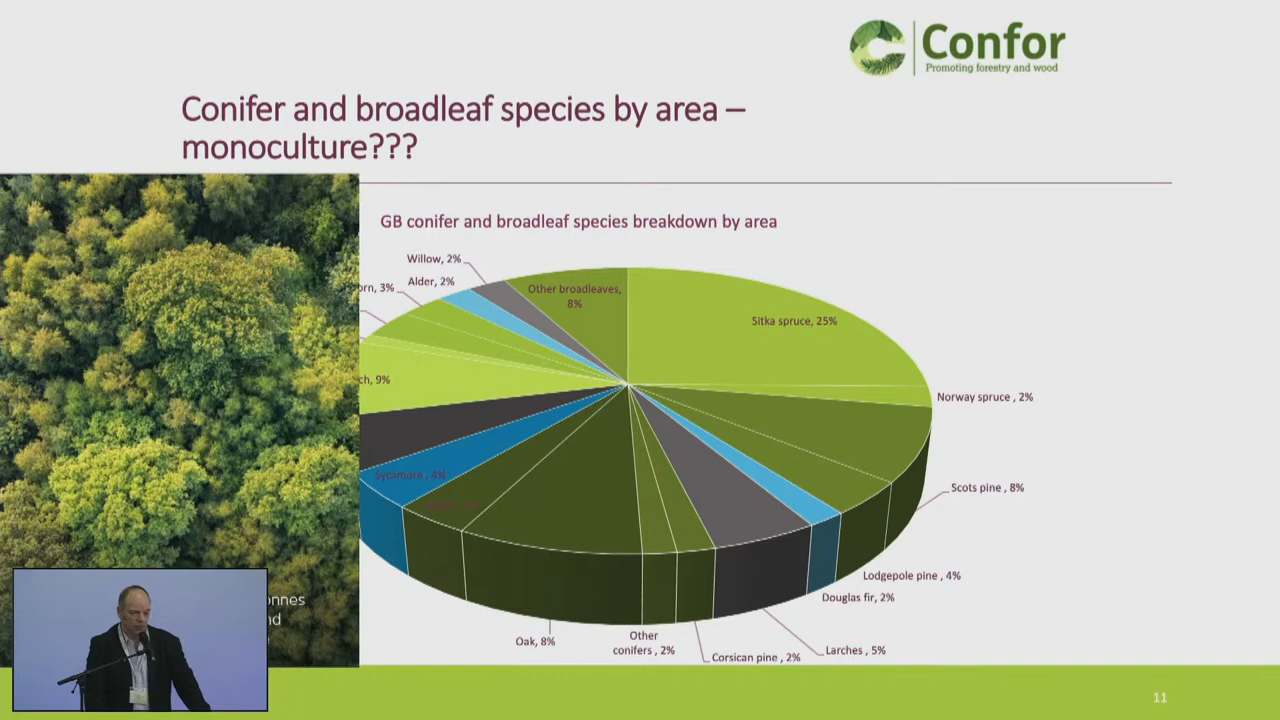 Confor
Promoting forestry and wood
Conifer and broadleaf species by area –
monoculture???
GB conifer and broadleaf species breakdown by area
Willow, 2%
Alder, 2%
orn, 3%
Other broadleaves,
8%
Sitka spruce, 25%
ch, 9%
Norway spruce , 2%
Sycamore , 4%
Scots pine , 8%
Lodgepole pine , 4%
Douglas fir, 2%
onnes
nd
Oak, 8%
Other
conifers , 2%
Corsican pine , 2%
Larches , 5%
11